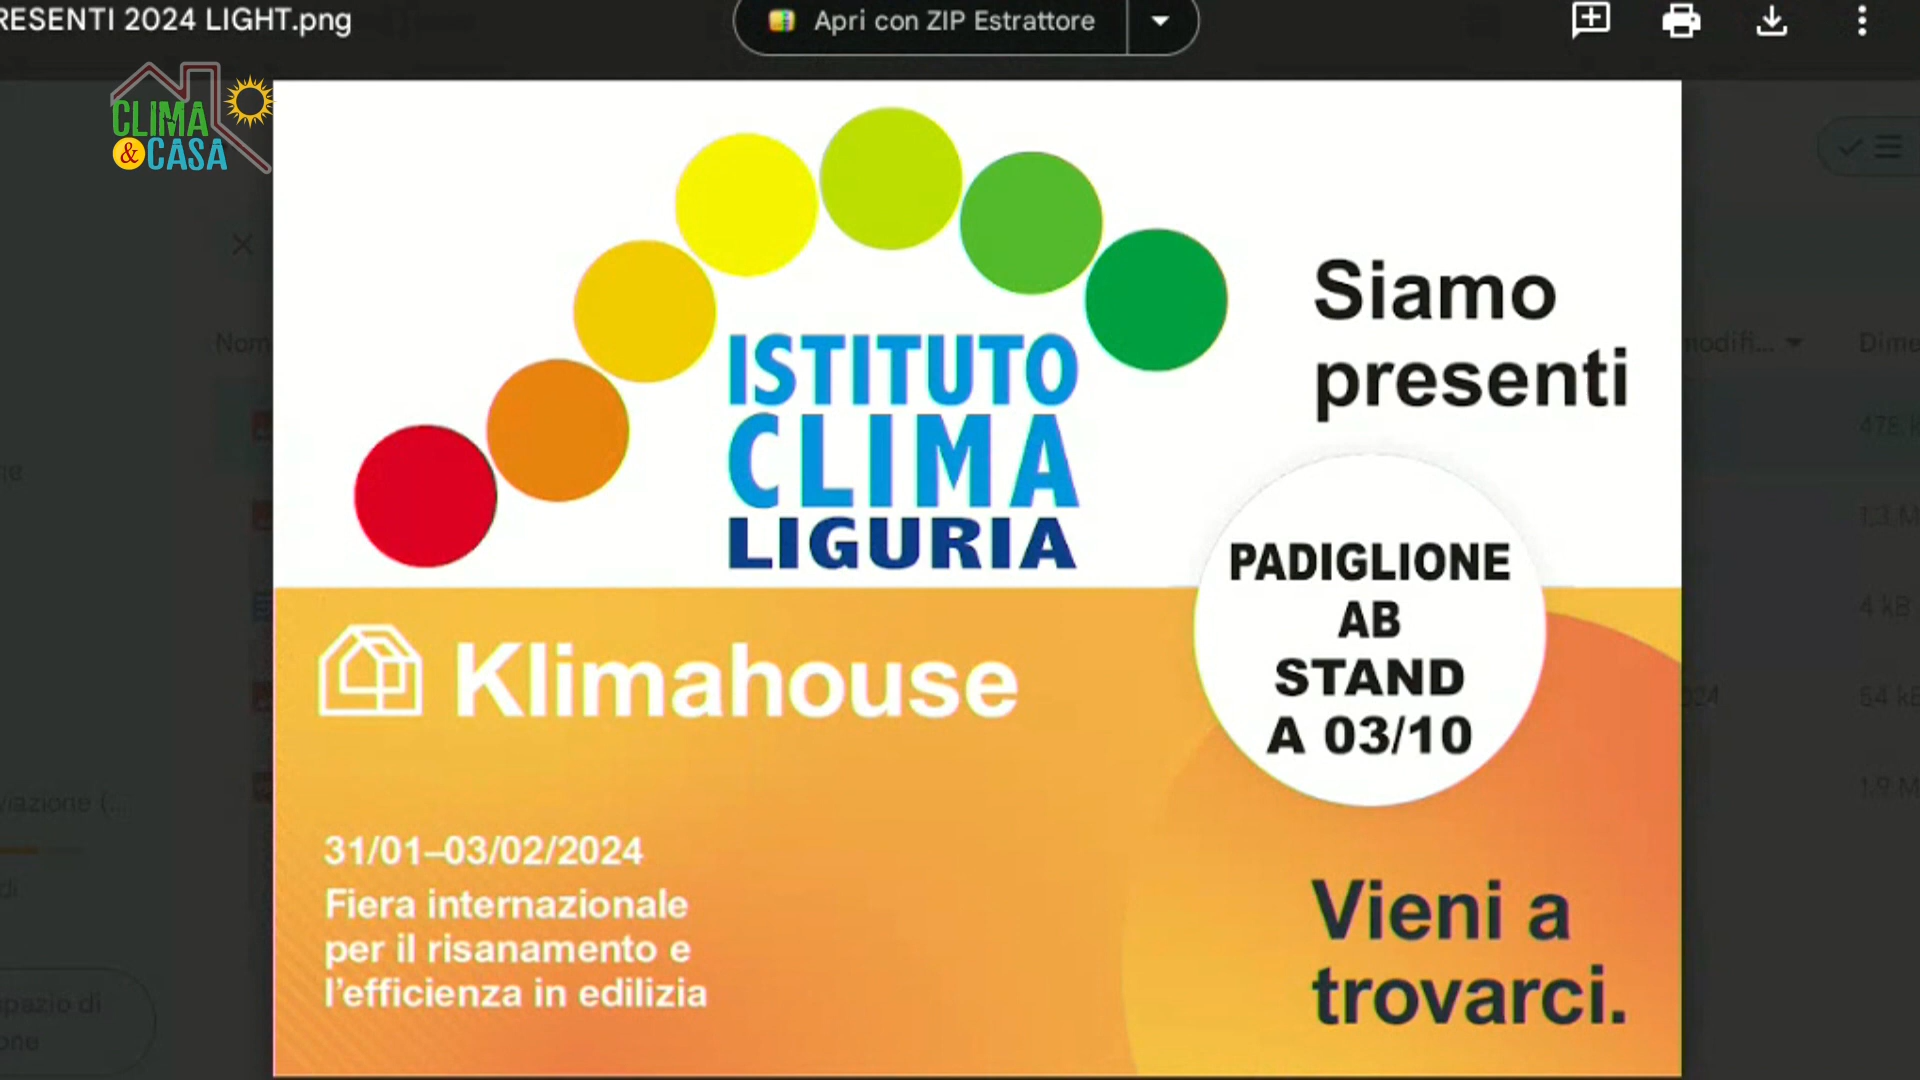 RESENTI 2024 LIGHT.png
Apri con ZIP Estrattore
CLIMA
&CASA
Siamo
presenti
ISTITUTO
CLIMA
LIGURIA
PADIGLIONE
AB
STAND
A 03/10
Klimahouse
31/01–03/02/2024
Fiera internazionale
per il risanamento e
l'efficienza in edilizia
Vieni a
trovarci.